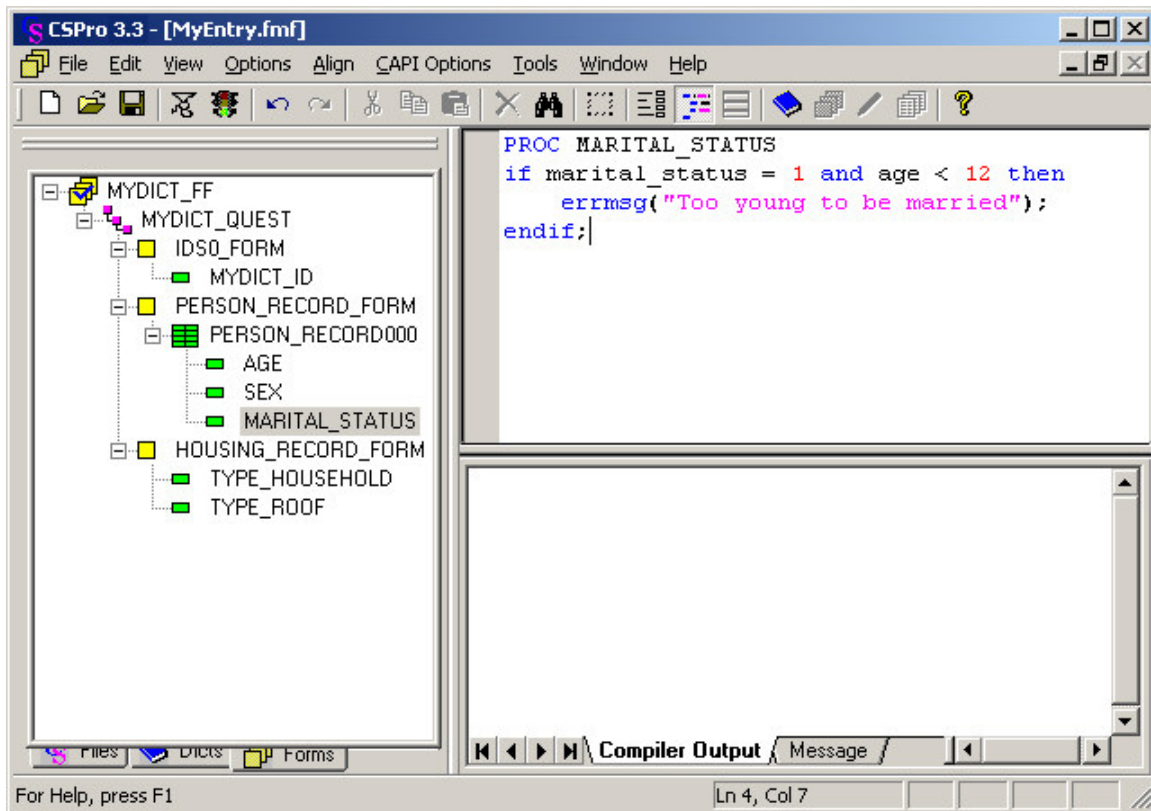 CSPro 3.3 - [MyEntry.fmf]
File Edit View Options Align CAPI Options Tools Window Help
MYDICT_FF
MYDICT_QUEST
IDS0_FORM
MYDICT_ID
PERSON_RECORD_FORM
PERSON_RECORD000
AGE
SEX
MARITAL_STATUS
HOUSING_RECORD_FORM
TYPE_HOUSEHOLD
TYPE_ROOF
Files Dicts Forms
PROC MARITAL_STATUS
if marital_status = 1 and age < 12 then
errmsg("Too young to be married");
endif;
Compiler Output Message
For Help, press F1
Ln 4, Col 7